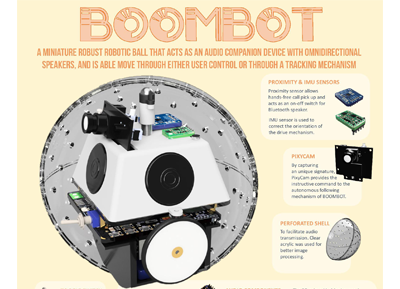 BOOMBOT
A MINIATURE ROBUST ROBOTIC BALL THAT ACTS AS AN AUDIO COMPANION DEVICE WITH OMNIDIRECTIONAL
SPEAKERS, AND IS ABLE MOVE THROUGH EITHER USER CONTROL OR THROUGH A TRACKING MECHANISM
PROXIMITY & IMU SENSORS
Proximity sensor allows
hands-free call pick up and
acts as an on-off switch for
Bluetooth speaker.
IMU sensor is used to
correct the orientation of
the drive mechanism.
PIXYCAM
By capturing
an unique signature,
PixyCam provides the
instructive command to the
autonomous following
mechanism of BOOMBOT.
PERFORATED SHELL
To facilitate audio
transmission. Clear
acrylic was used for
better image
processing.